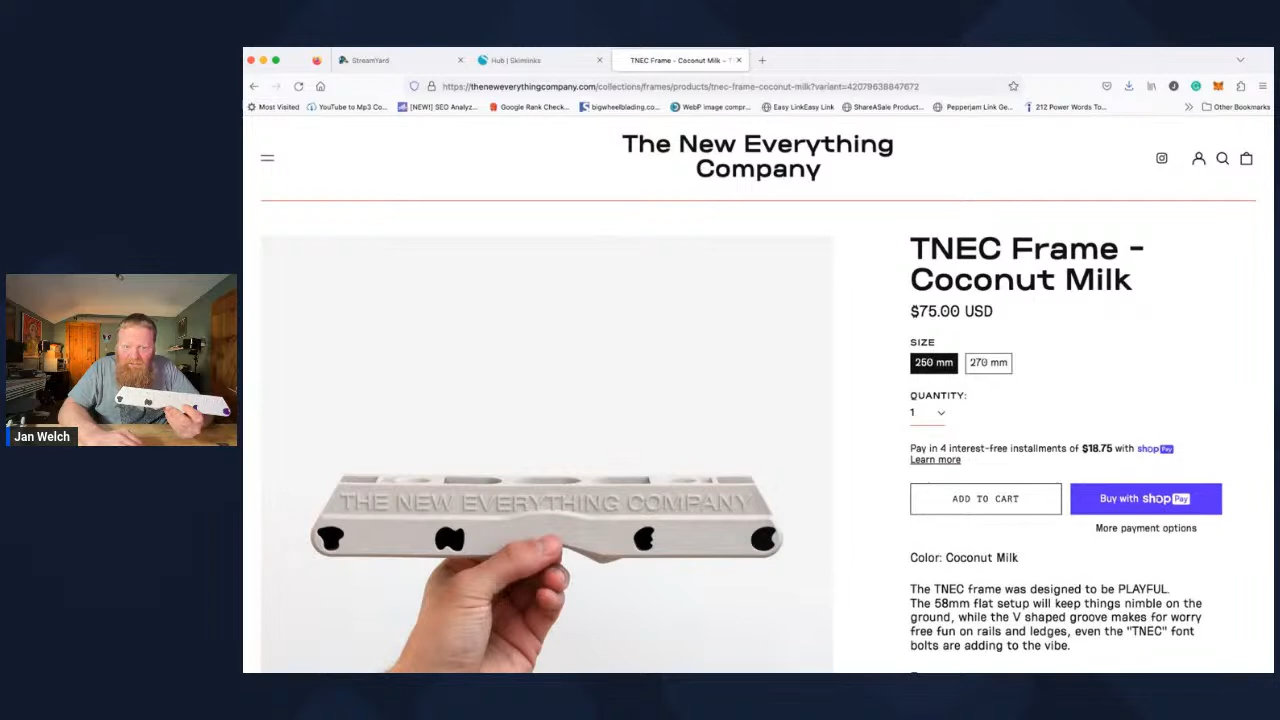 StreamYard
Hub | Skimlinks
TNEC Frame - Coconut Milk - T
https://theneweverythingcompany.com/collections/frames/products/tnec-frame-coconut-milk?variant=42079638847672
Most Visited
YouTube to Mp3 Co...
[NEW!] SEO Analyz...
Google Rank Check...
bigwheelblading.co...
WebP image compr...
Easy LinkEasy Link
ShareASale Product...
Pepperjam Link Ge...
212 Power Words To...
Other Bookmarks
The New Everything
Company
TNEC Frame -
Coconut Milk
$75.00 USD
SIZE
250 mm
270 mm
QUANTITY:
1
Pay in 4 interest-free installments of $18.75 with shop Pay
Learn more
ADD TO CART
Buy with shop Pay
More payment options
Color: Coconut Milk
The TNEC frame was designed to be PLAYFUL.
The 58mm flat setup will keep things nimble on the
ground, while the V shaped groove makes for worry
free fun on rails and ledges, even the "TNEC" font
bolts are adding to the vibe.
THE NEW EVERYTHING COMPANY
Jan Welch